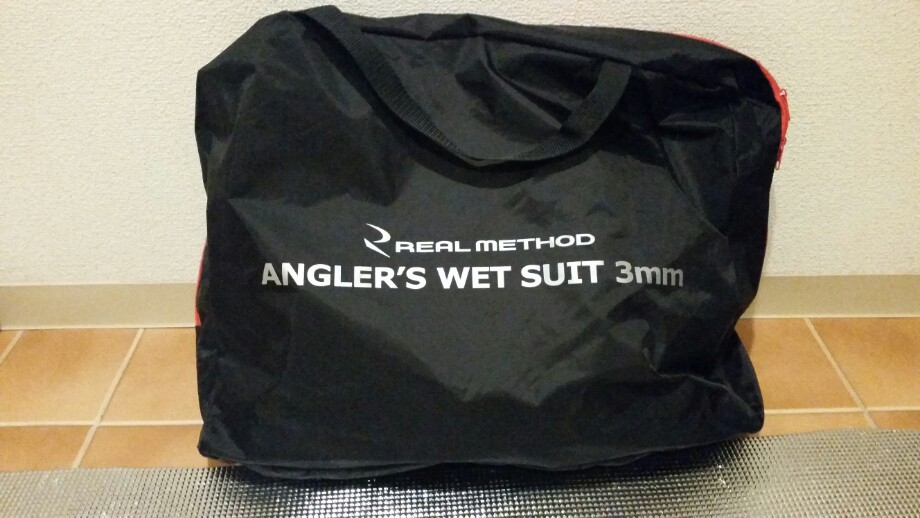 REAL METHOD
ANGLER'S WET SUIT 3mm